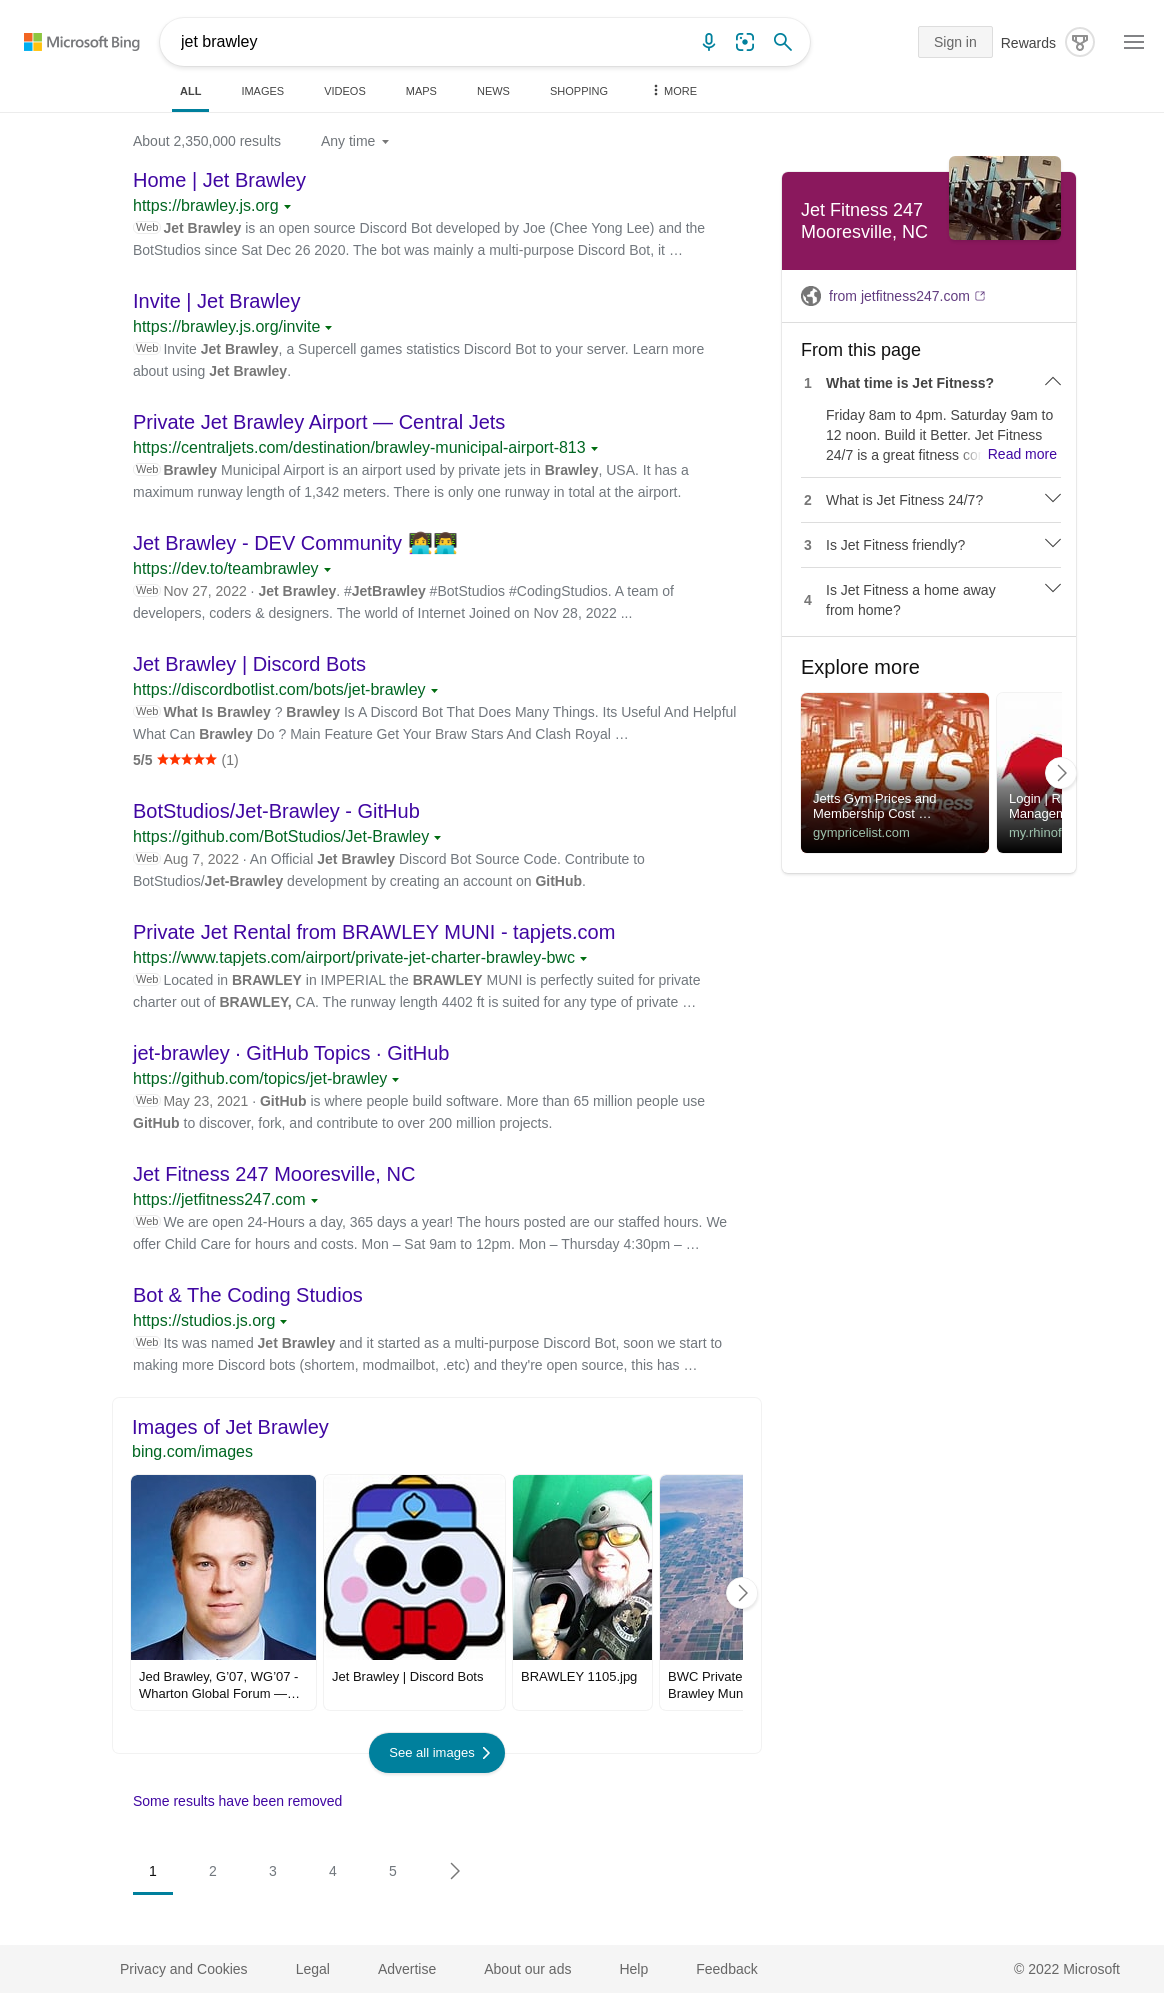 Microsoft Bing
jet brawley
Sign in
Rewards
ALL
IMAGES
VIDEOS
MAPS
NEWS
SHOPPING
MORE
About 2,350,000 results
Any time
Home | Jet Brawley
https://brawley.js.org
Web Jet Brawley is an open source Discord Bot developed by Joe (Chee Yong Lee) and the
BotStudios since Sat Dec 26 2020. The bot was mainly a multi-purpose Discord Bot, it …
Invite | Jet Brawley
https://brawley.js.org/invite
Web Invite Jet Brawley, a Supercell games statistics Discord Bot to your server. Learn more
about using Jet Brawley.
Private Jet Brawley Airport — Central Jets
https://centraljets.com/destination/brawley-municipal-airport-813
Web Brawley Municipal Airport is an airport used by private jets in Brawley, USA. It has a
maximum runway length of 1,342 meters. There is only one runway in total at the airport.
Jet Brawley - DEV Community 👩‍💻👨‍💻
https://dev.to/teambrawley
Web Nov 27, 2022 · Jet Brawley. #JetBrawley #BotStudios #CodingStudios. A team of
developers, coders & designers. The world of Internet Joined on Nov 28, 2022 ...
Jet Brawley | Discord Bots
https://discordbotlist.com/bots/jet-brawley
Web What Is Brawley ? Brawley Is A Discord Bot That Does Many Things. Its Useful And Helpful
What Can Brawley Do ? Main Feature Get Your Braw Stars And Clash Royal …
5/5 ★★★★★ (1)
BotStudios/Jet-Brawley - GitHub
https://github.com/BotStudios/Jet-Brawley
Web Aug 7, 2022 · An Official Jet Brawley Discord Bot Source Code. Contribute to
BotStudios/Jet-Brawley development by creating an account on GitHub.
Private Jet Rental from BRAWLEY MUNI - tapjets.com
https://www.tapjets.com/airport/private-jet-charter-brawley-bwc
Web Located in BRAWLEY in IMPERIAL the BRAWLEY MUNI is perfectly suited for private
charter out of BRAWLEY, CA. The runway length 4402 ft is suited for any type of private …
jet-brawley · GitHub Topics · GitHub
https://github.com/topics/jet-brawley
Web May 23, 2021 · GitHub is where people build software. More than 65 million people use
GitHub to discover, fork, and contribute to over 200 million projects.
Jet Fitness 247 Mooresville, NC
https://jetfitness247.com
Web We are open 24-Hours a day, 365 days a year! The hours posted are our staffed hours. We
offer Child Care for hours and costs. Mon – Sat 9am to 12pm. Mon – Thursday 4:30pm – …
Bot & The Coding Studios
https://studios.js.org
Web Its was named Jet Brawley and it started as a multi-purpose Discord Bot, soon we start to
making more Discord bots (shortem, modmailbot, .etc) and they're open source, this has …
Images of Jet Brawley
bing.com/images
Jed Brawley, G'07, WG'07 -
Wharton Global Forum —…
Jet Brawley | Discord Bots
BRAWLEY 1105.jpg
BWC Private
Brawley Mun
See all images
Some results have been removed
1
2
3
4
5
Jet Fitness 247
Mooresville, NC
from jetfitness247.com
From this page
1 What time is Jet Fitness?
Friday 8am to 4pm. Saturday 9am to
12 noon. Build it Better. Jet Fitness
24/7 is a great fitness co Read more
2 What is Jet Fitness 24/7?
3 Is Jet Fitness friendly?
4 Is Jet Fitness a home away
from home?
Explore more
jetts
24 hour fitness
Jetts Gym Prices and
Membership Cost …
gympricelist.com
Login | R
Managem
my.rhinof
Privacy and Cookies
Legal
Advertise
About our ads
Help
Feedback
© 2022 Microsoft